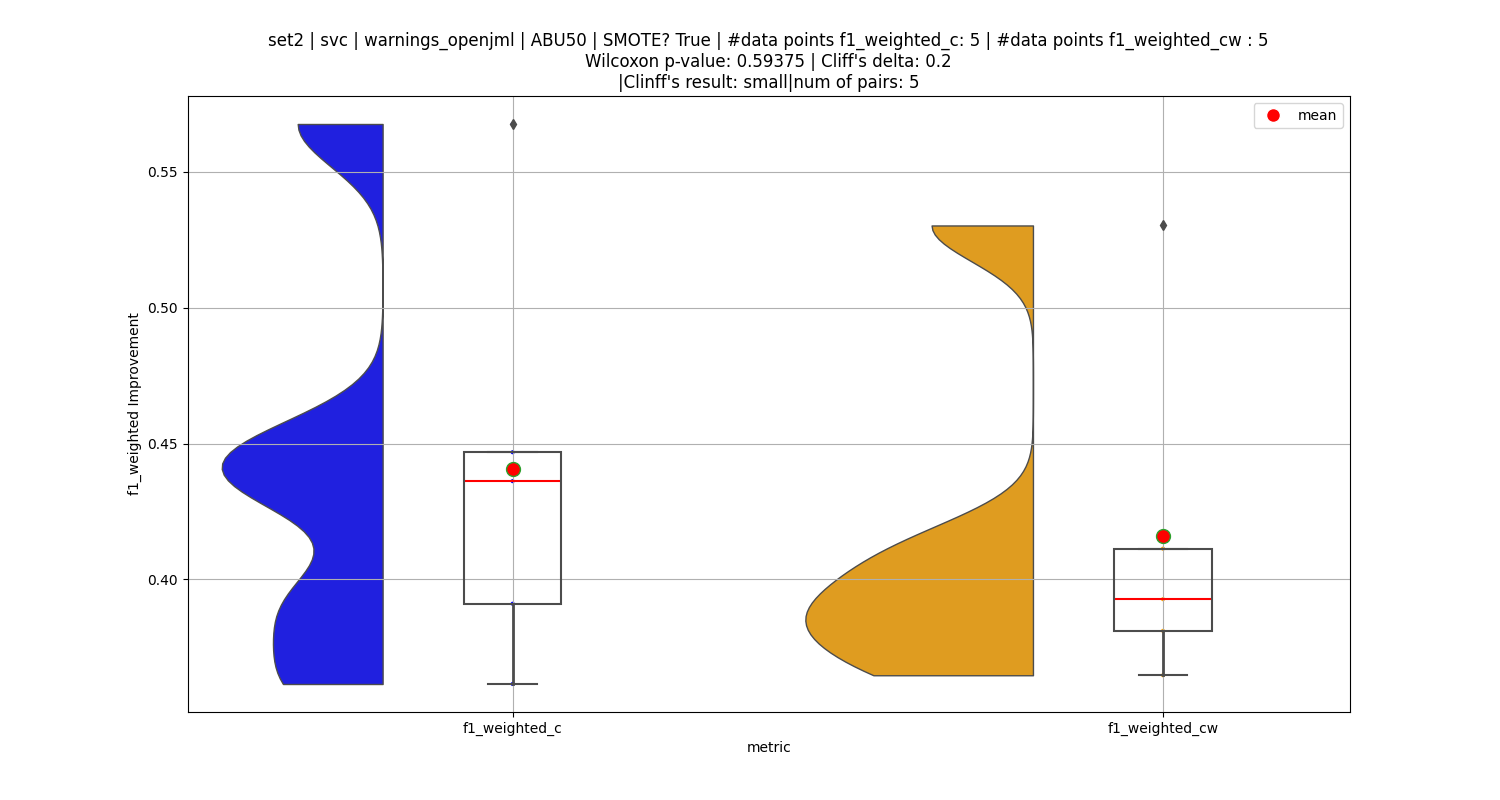 set2 | svc | warnings_openjml | ABU50 | SMOTE? True | #data points f1_weighted_c: 5 | #data points f1_weighted_cw : 5
Wilcoxon p-value: 0.59375 | Cliff's delta: 0.2
|Clinff's result: small|num of pairs: 5
mean
0.55
0.50
0.45
0.40
f1_weighted Improvement
f1_weighted_c
f1_weighted_cw
metric